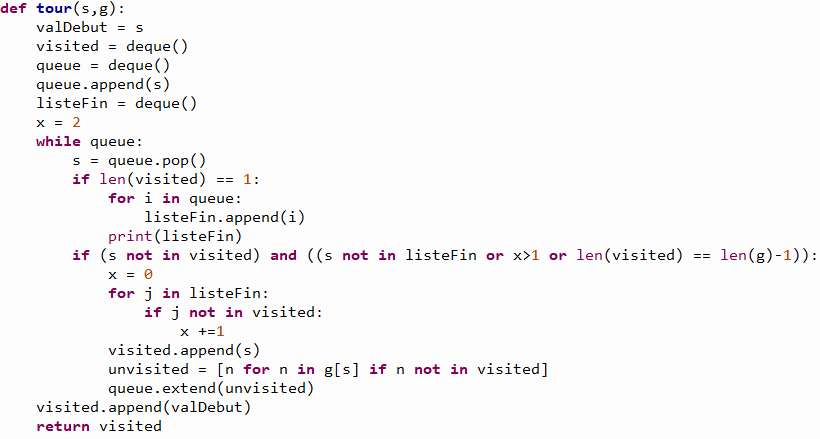 def tour(s,g):
    valDebut = s
    visited = deque()
    queue = deque()
    queue.append(s)
    listeFin = deque()
    x = 2
    while queue:
        s = queue.pop()
        if len(visited) == 1:
            for i in queue:
                listeFin.append(i)
            print(listeFin)
        if (s not in visited) and ((s not in listeFin or x>1 or len(visited) == len(g)-1)):
            x = 0
            for j in listeFin:
                if j not in visited:
                    x +=1
            visited.append(s)
            unvisited = [n for n in g[s] if n not in visited]
            queue.extend(unvisited)
    visited.append(valDebut)
    return visited